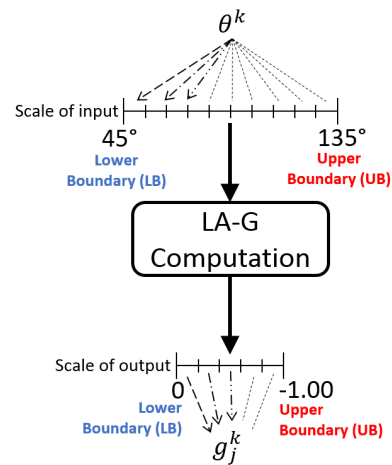 θ^k
Scale of input
45° 135°
Lower Boundary (LB)
Upper Boundary (UB)
LA-G
Computation
Scale of output
0 -1.00
Lower Boundary (LB)
Upper Boundary (UB)
g_j^k